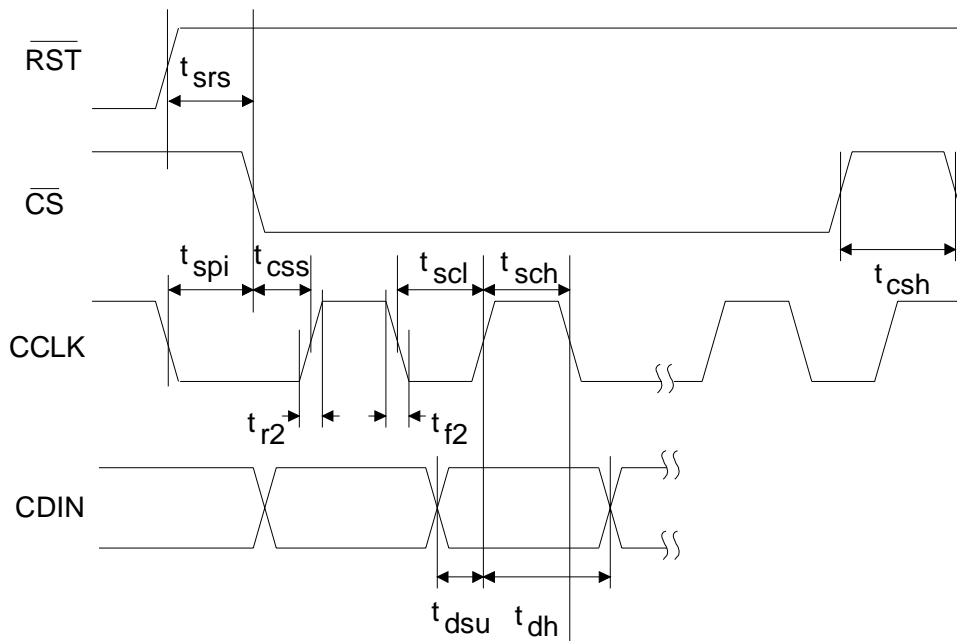 RST
t srs
CS
t spi
t css
t scl
t sch
t csh
CCLK
t r2
t f2
CDIN
t dsu
t dh